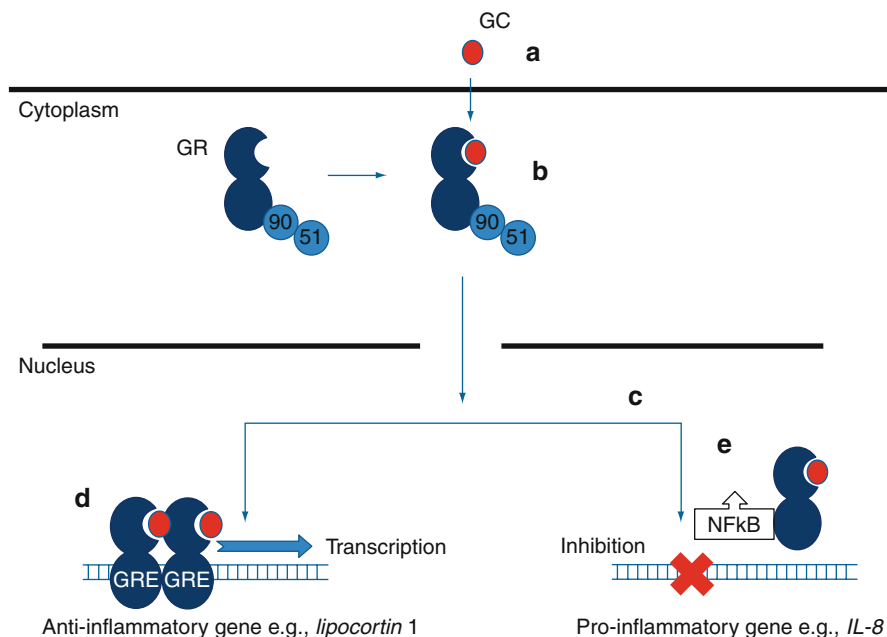 GC
a
Cytoplasm
GR
b
90
51
90
51
Nucleus
c
d
e
NFkB
Transcription
Inhibition
GRE GRE
Anti-inflammatory gene e.g., lipocortin 1
Pro-inflammatory gene e.g., IL-8